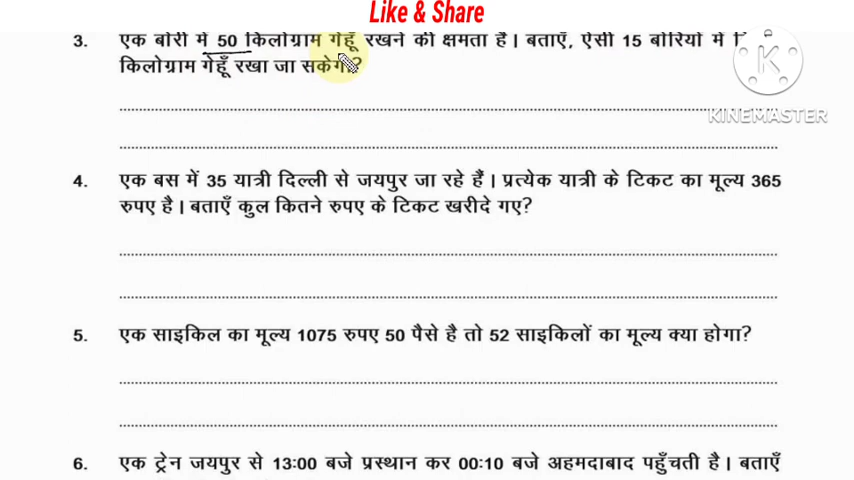 Like & Share
3. एक बोरी में 50 किलोग्राम गेहूँ रखने की क्षमता है। बताएँ, ऐसी 15 बोरियों में
किलोग्राम गेहूँ रखा जा सकेगा?
KINEMASTER
4. एक बस में 35 यात्री दिल्ली से जयपुर जा रहे हैं। प्रत्येक यात्री के टिकट का मूल्य 365
रुपए है। बताएँ कुल कितने रुपए के टिकट खरीदे गए?
5. एक साइकिल का मूल्य 1075 रुपए 50 पैसे है तो 52 साइकिलों का मूल्य क्या होगा?
6. एक ट्रेन जयपुर से 13:00 बजे प्रस्थान कर 00:10 बजे अहमदाबाद पहुँचती है। बताएँ